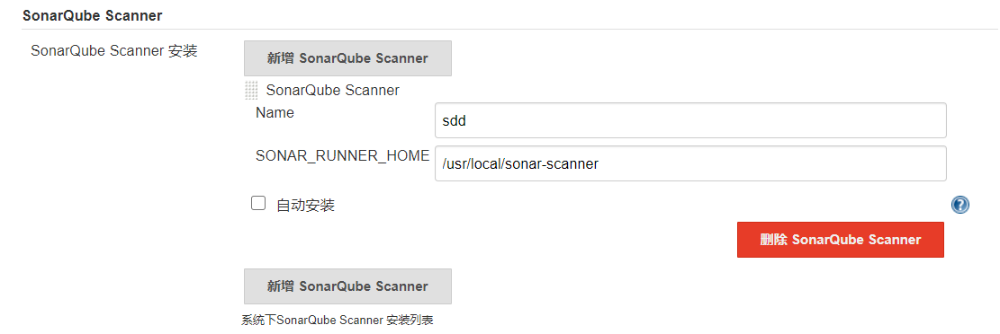 SonarQube Scanner
SonarQube Scanner 安装
新增 SonarQube Scanner
SonarQube Scanner
Name
sdd
SONAR_RUNNER_HOME
/usr/local/sonar-scanner
自动安装
?
删除 SonarQube Scanner
新增 SonarQube Scanner
系统下SonarQube Scanner 安装列表